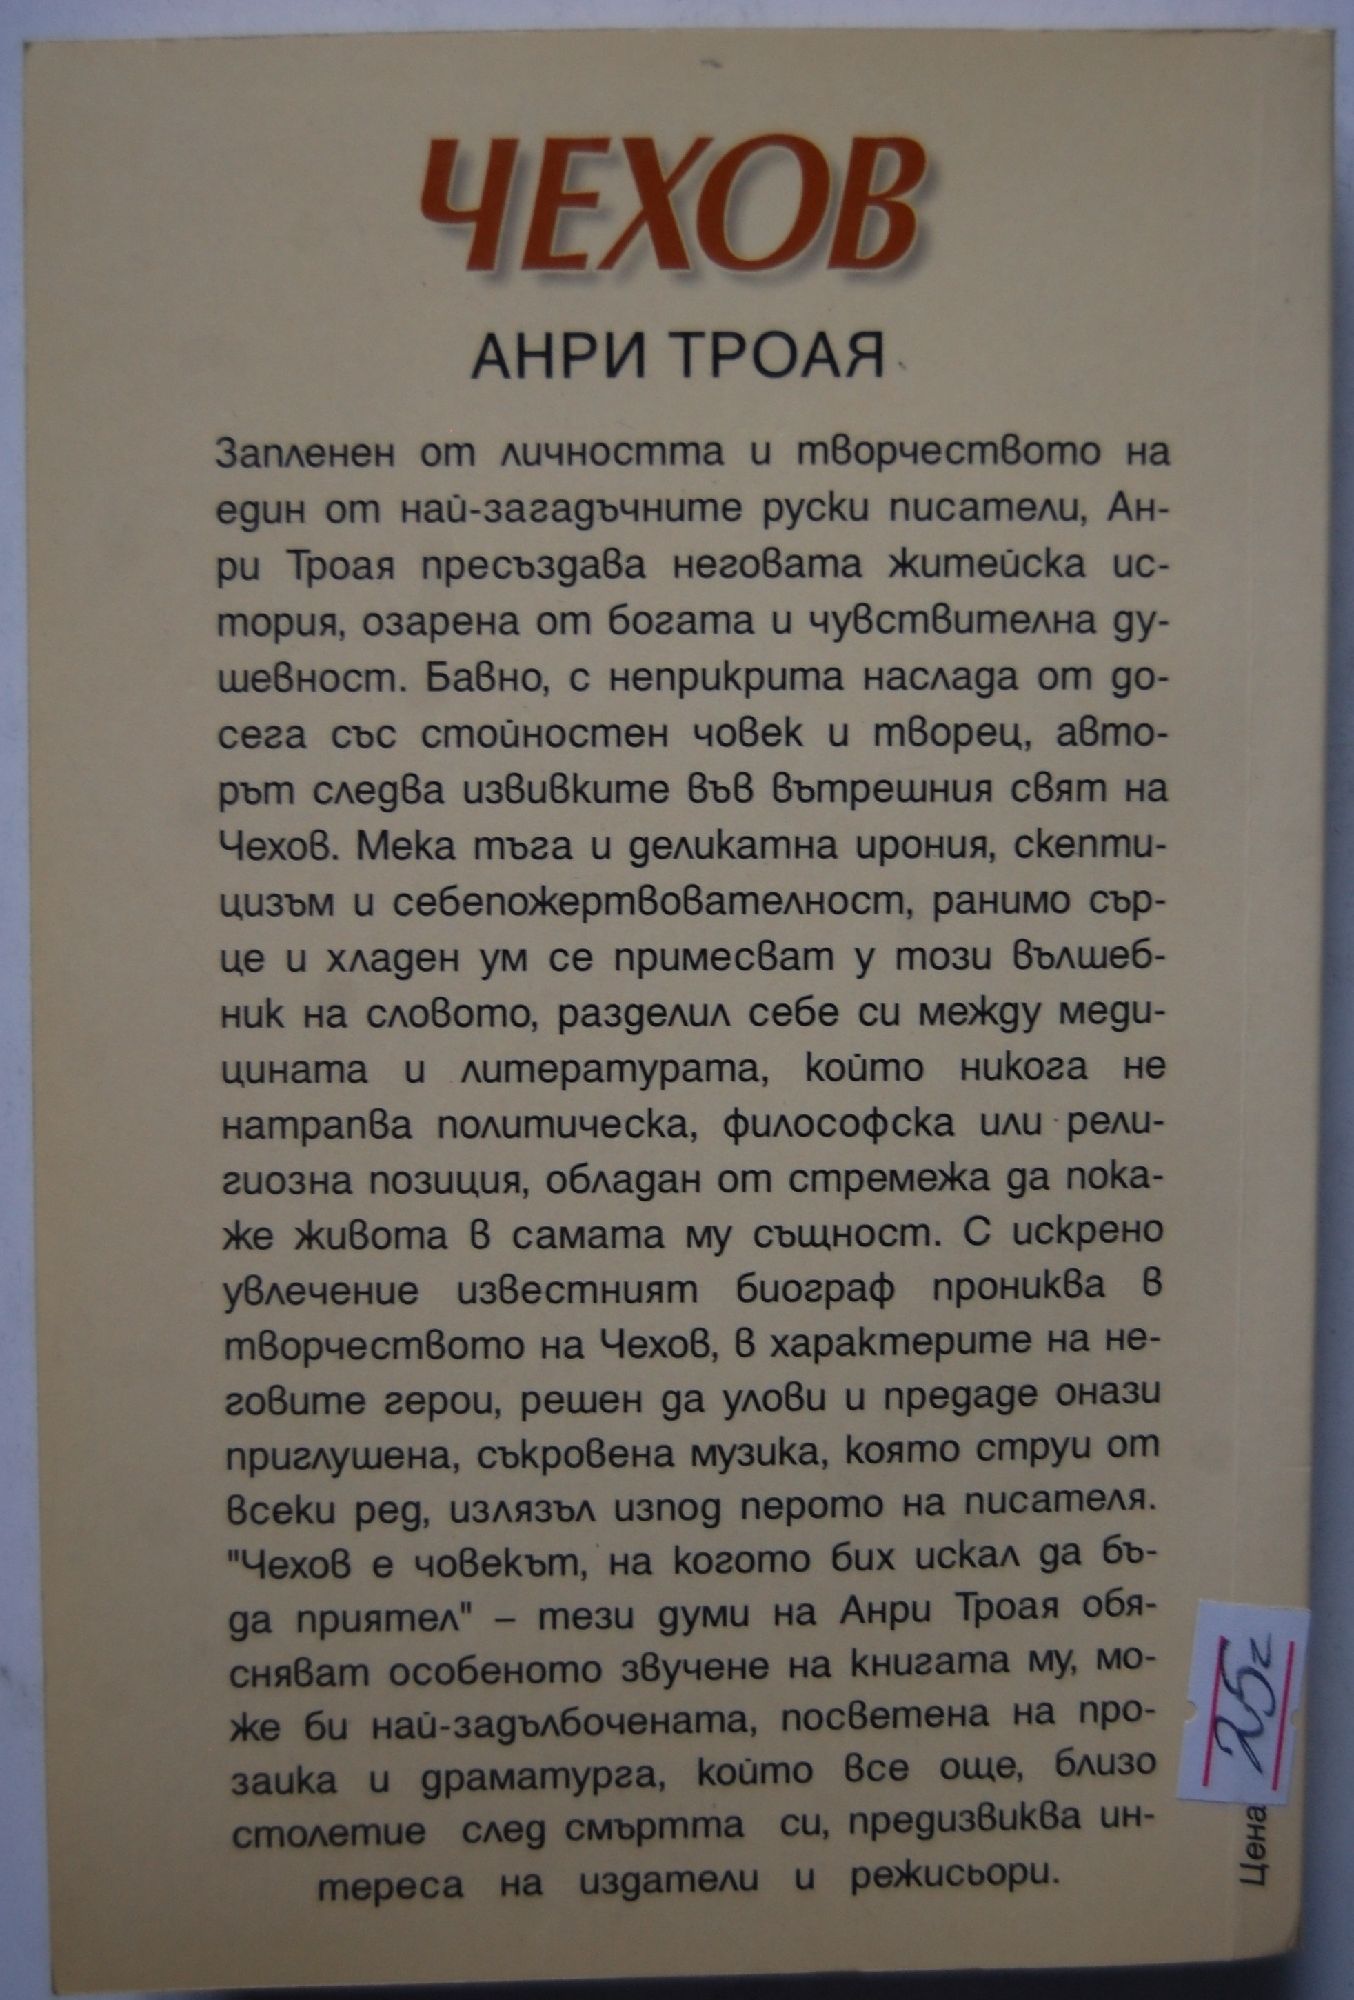 ЧЕХОВ
АНРИ ТРОАЯ
Запленен от личността и творчеството на
един от най-загадъчните руски писатели, Ан-
ри Троая пресъздава неговата житейска ис-
тория, озарена от богата и чувствителна ду-
шевност. Бавно, с неприкрита наслада от до-
сега със стойностен човек и творец, авто-
рът следва извивките във вътрешния свят на
Чехов. Мека тъга и деликатна ирония, скепти-
цизъм и себепожертвователност, ранимо сър-
це и хладен ум се примесват у този вълшеб-
ник на словото, разделил себе си между меди-
цината и литературата, който никога не
натрапва политическа, философска или рели-
гиозна позиция, обладан от стремежа да пока-
же живота в самата му същност. С искрено
увлечение известният биограф прониква в
творчеството на Чехов, в характерите на не-
говите герои, решен да улови и предаде онази
приглушена, съкровена музика, която струи от
всеки ред, излязъл изпод перото на писателя.
"Чехов е човекът, на когото бих искал да бъ-
да приятел" – тези думи на Анри Троая обя-
сняват особеното звучене на книгата му, мо-
же би най-задълбочената, посветена на про-
заика и драматурга, който все още, близо
столетие след смъртта си, предизвиква ин-
тереса на издатели и режисьори.
Цена